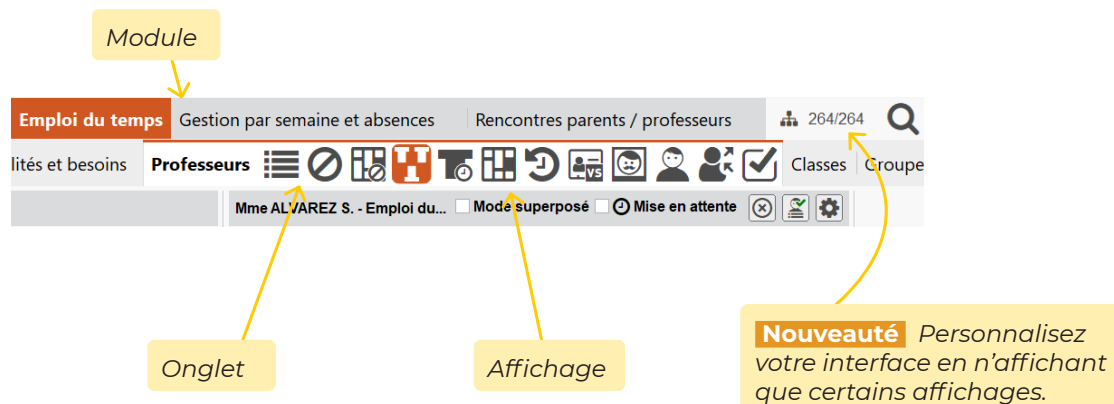 Module
Emploi du temps Gestion par semaine et absences Rencontres parents / professeurs 264/264
lités et besoins Professeurs VS Classes Groupe
Mme ALVAREZ S. - Emploi du... Mode superposé Mise en attente
Onglet
Affichage
Nouveauté Personnalisez
votre interface en n’affichant
que certains affichages.